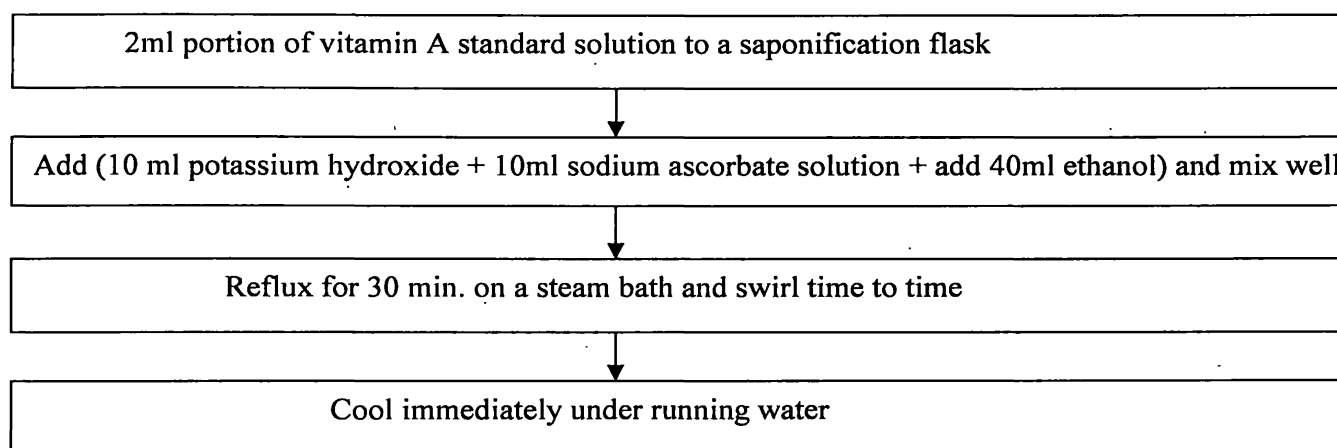 2ml portion of vitamin A standard solution to a saponification flask
Add (10 ml potassium hydroxide + 10ml sodium ascorbate solution + add 40ml ethanol) and mix well
Reflux for 30 min. on a steam bath and swirl time to time
Cool immediately under running water